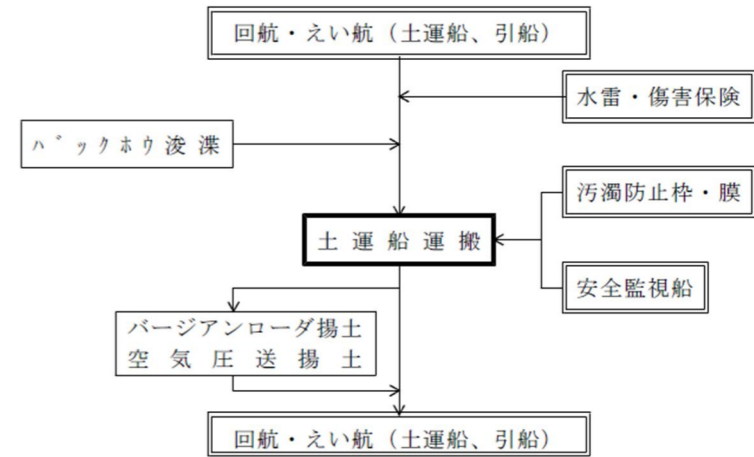 回航・えい航（土運船、引船）
水雷・傷害保険
ﾊﾞｯｸﾎｳ浚渫
汚濁防止枠・膜
土運船運搬
安全監視船
バージアンローダ揚土
空気圧送揚土
回航・えい航（土運船、引船）